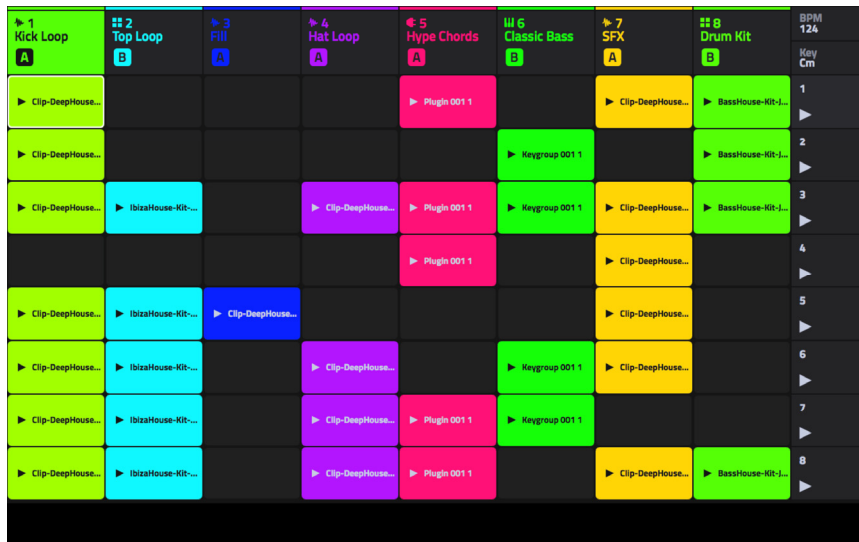 1 2 3 4 5 6 7 8 BPM
Kick Loop Top Loop Fill Hat Loop Hype Chords Classic Bass SFX Drum Kit 124
A B A A A B A B Key
Cm
Clip-DeepHouse... Plugin 001 1 Clip-DeepHouse... BassHouse-Kit-J... 1
Clip-DeepHouse... Keygroup 001 1 BassHouse-Kit-J... 2
Clip-DeepHouse... IbizaHouse-Kit-... Clip-DeepHouse... Plugin 001 1 Keygroup 001 1 Clip-DeepHouse... BassHouse-Kit-J... 3
Plugin 001 1 Clip-DeepHouse... 4
Clip-DeepHouse... IbizaHouse-Kit-... Clip-DeepHouse... Clip-DeepHouse... 5
Clip-DeepHouse... IbizaHouse-Kit-... Clip-DeepHouse... Keygroup 001 1 Clip-DeepHouse... 6
Clip-DeepHouse... IbizaHouse-Kit-... Clip-DeepHouse... Plugin 001 1 Keygroup 001 1 7
Clip-DeepHouse... IbizaHouse-Kit-... Clip-DeepHouse... Plugin 001 1 Clip-DeepHouse... BassHouse-Kit-J... 8